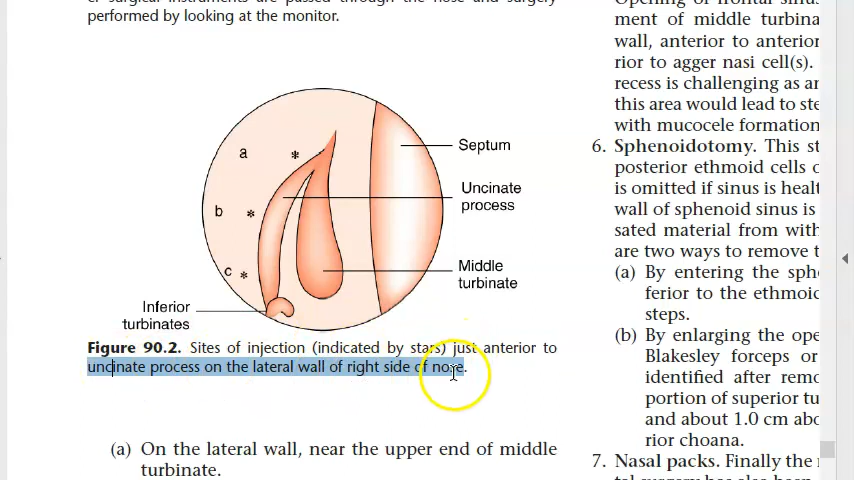 er surgical instruments are passed through the nose and surgery
performed by looking at the monitor.
a
*
b
*
c *
Septum
Uncinate
process
Middle
turbinate
Inferior
turbinates
Figure 90.2. Sites of injection (indicated by stars) just anterior to
uncinate process on the lateral wall of right side of nose.
(a) On the lateral wall, near the upper end of middle
turbinate.
Opening of frontal
ment of middle turbina
wall, anterior to anterior
rior to agger nasi cell(s).
recess is challenging as an
this area would lead to ste
with mucocele formation
6. Sphenoidotomy. This st
posterior ethmoid cells o
is omitted if sinus is healt
wall of sphenoid sinus is
sated material from with
are two ways to remove t
(a) By entering the sph
ferior to the ethmoid
steps.
(b) By enlarging the ope
Blakesley forceps or
identified after remo
portion of superior tu
and about 1.0 cm abo
rior choana.
7. Nasal packs. Finally the